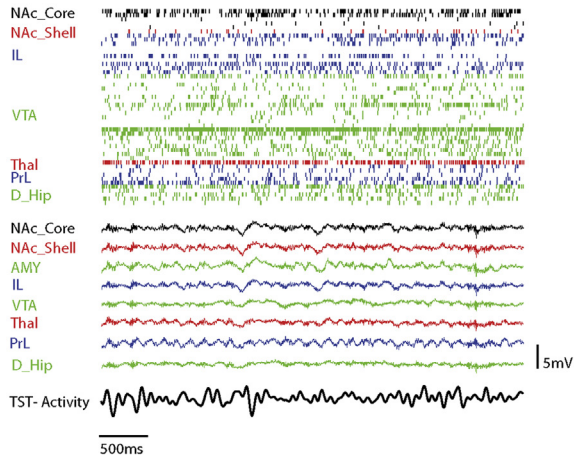 NAc_Core
NAc_Shell
IL
VTA
Thal
PrL
D_Hip
NAc_Core
NAc_Shell
AMY
IL
VTA
Thal
PrL
D_Hip
5mV
TST- Activity
500ms